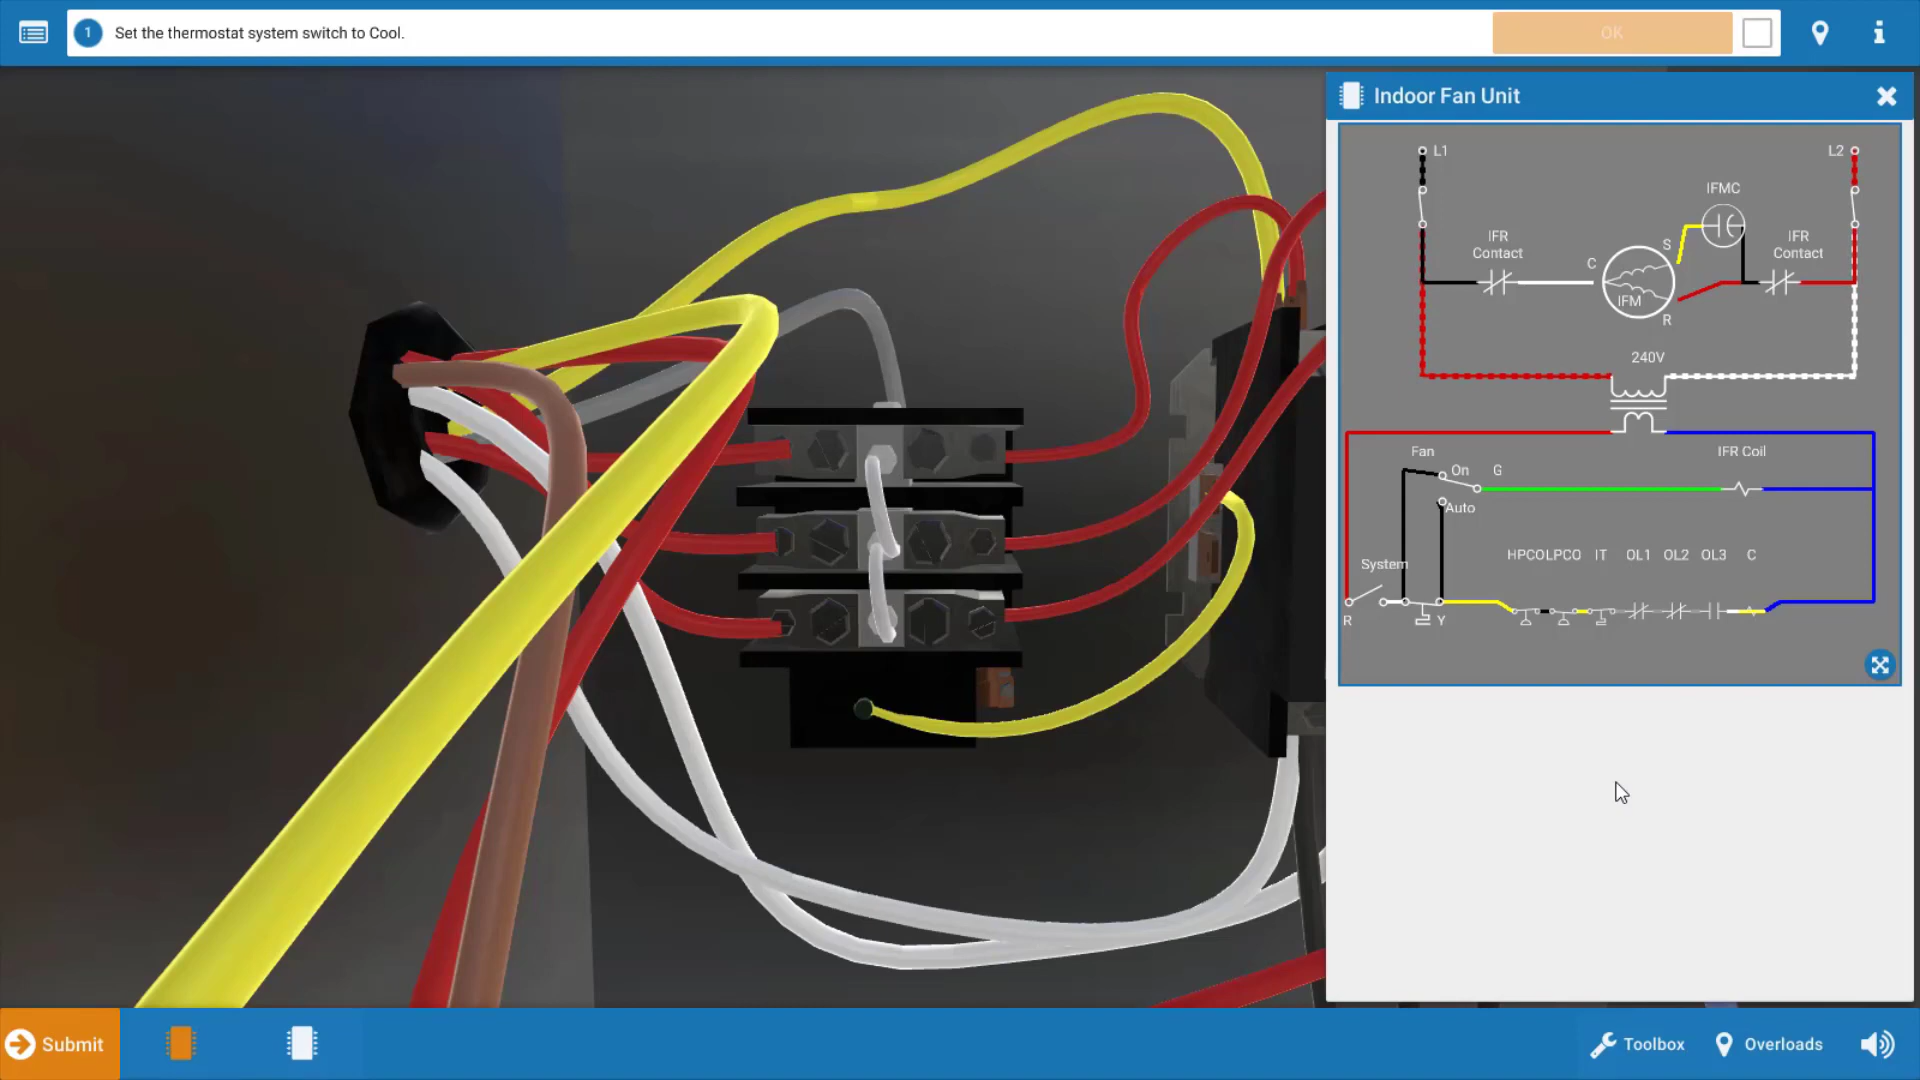 1 Set the thermostat system switch to Cool.
OK
Indoor Fan Unit
L1
L2
IFMC
IFR
Contact
S
IFR
Contact
C
IFM
R
240V
Fan
IFR Coil
On
G
Auto
HPCOLPCO IT OL1 OL2 OL3 C
System
R
Y
Submit
Toolbox
Overloads